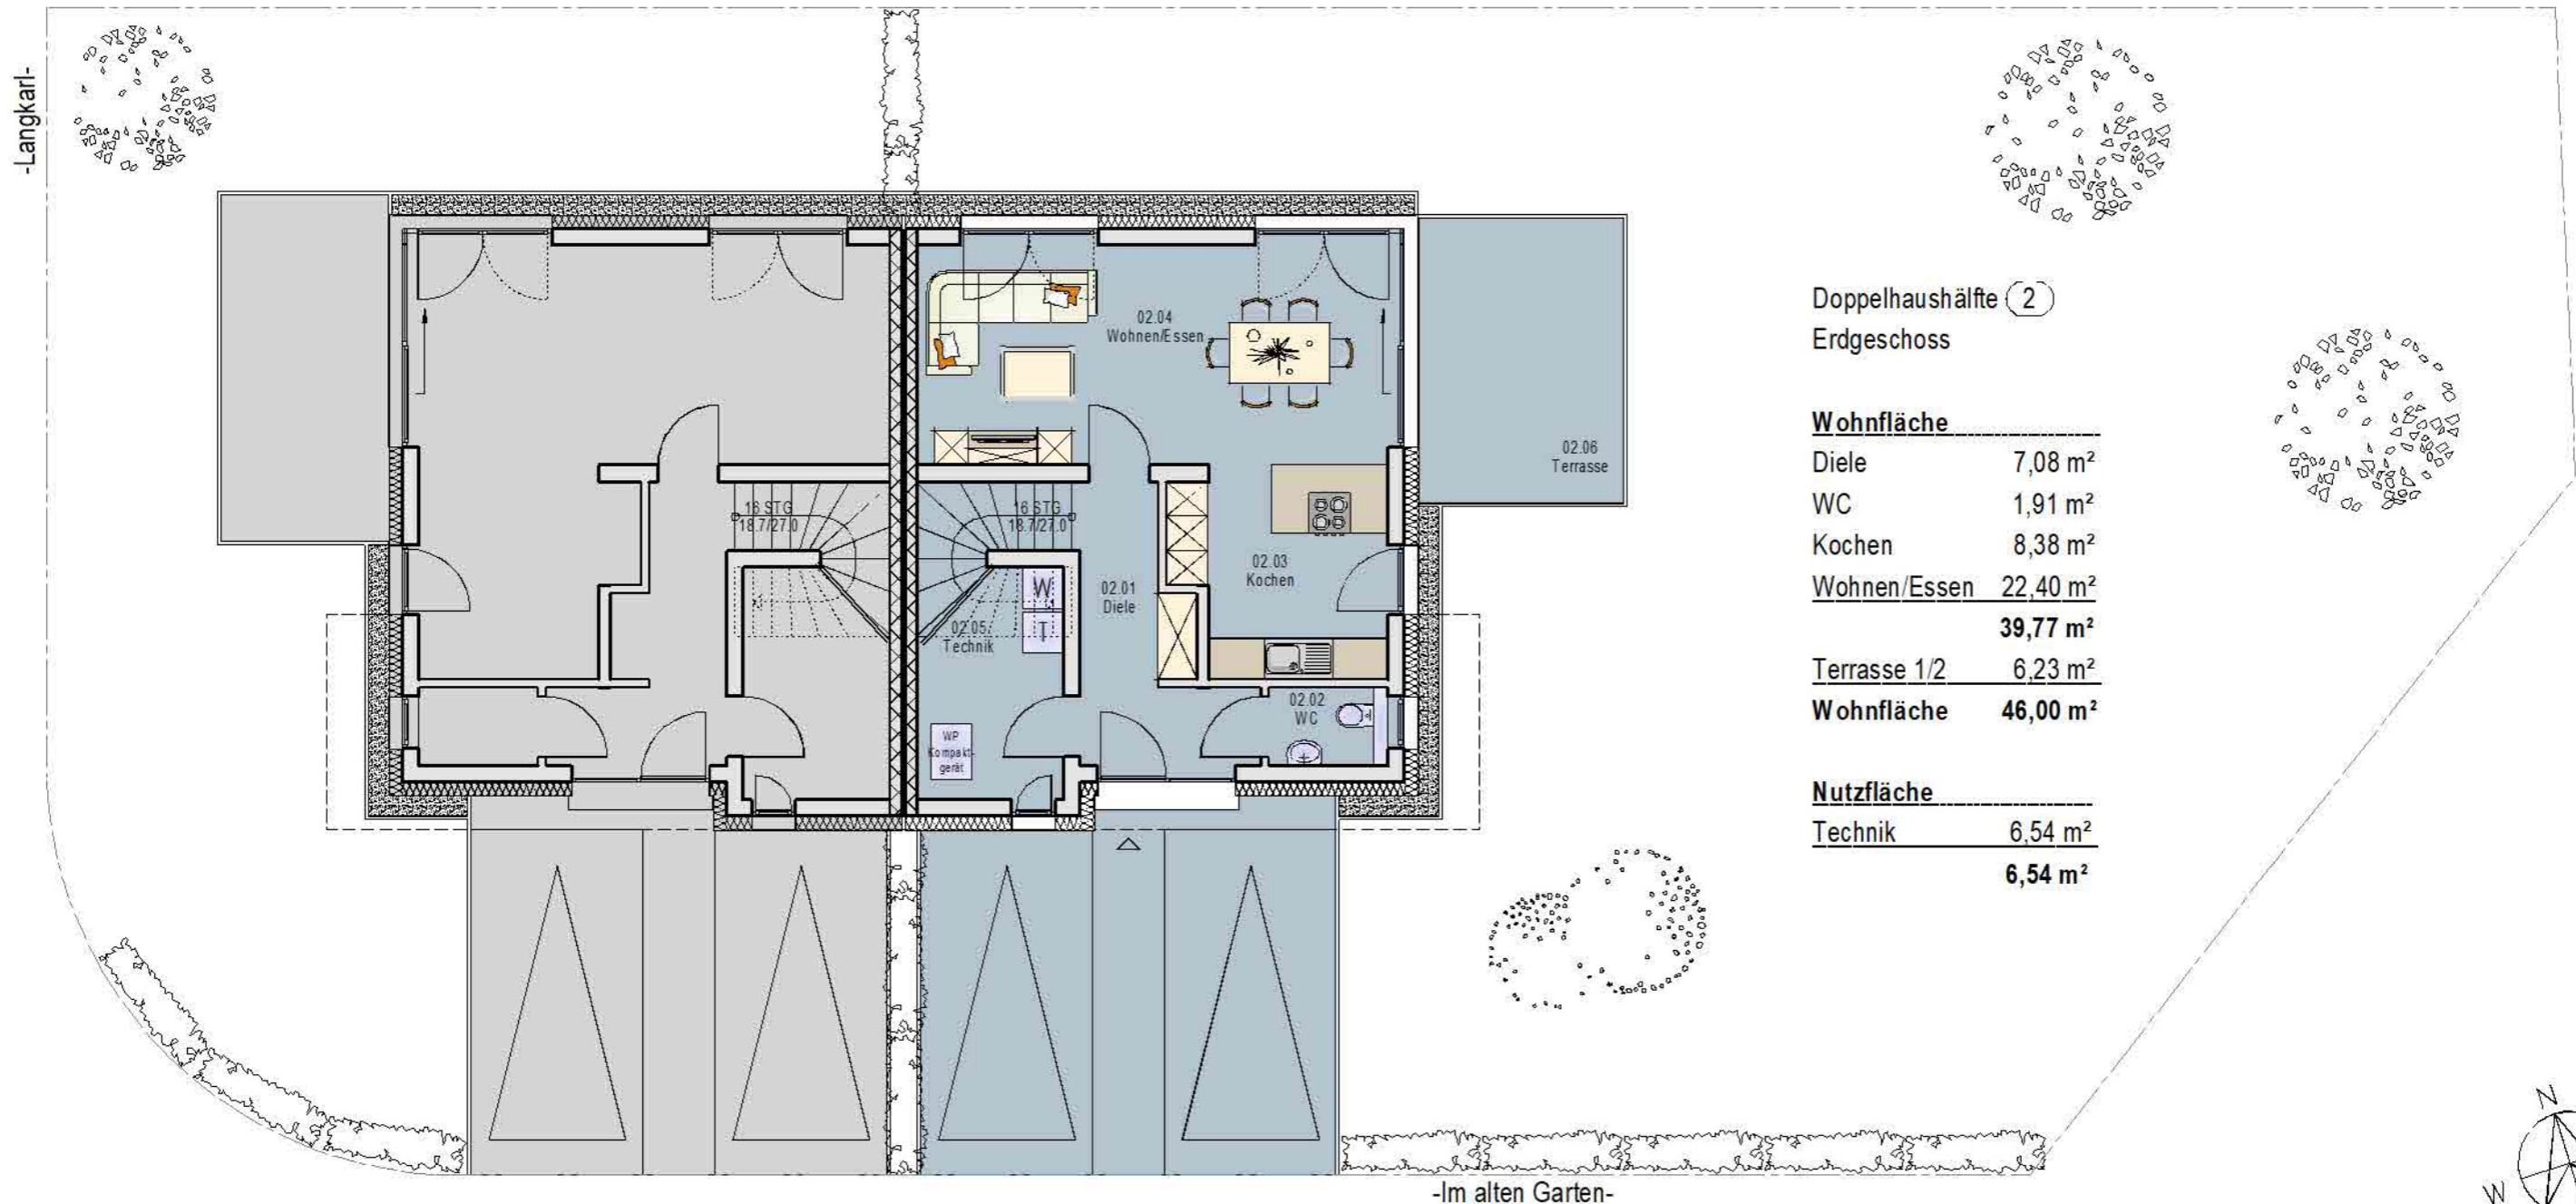 -Langkarl-
02.04
Wohnen/Essen
02.06
Terrasse
16 STG
18.7/27.0
16 STG
18.7/27.0
02.03
Kochen
02.01
Diele
W
T
02.05
Technik
02.02
WC
WP
Kompakt-
gerät
Doppelhaushälfte 2
Erdgeschoss
Wohnfläche
Diele 7,08 m²
WC 1,91 m²
Kochen 8,38 m²
Wohnen/Essen 22,40 m²
39,77 m²
Terrasse 1/2 6,23 m²
Wohnfläche 46,00 m²
Nutzfläche
Technik 6,54 m²
6,54 m²
-Im alten Garten-
N
W